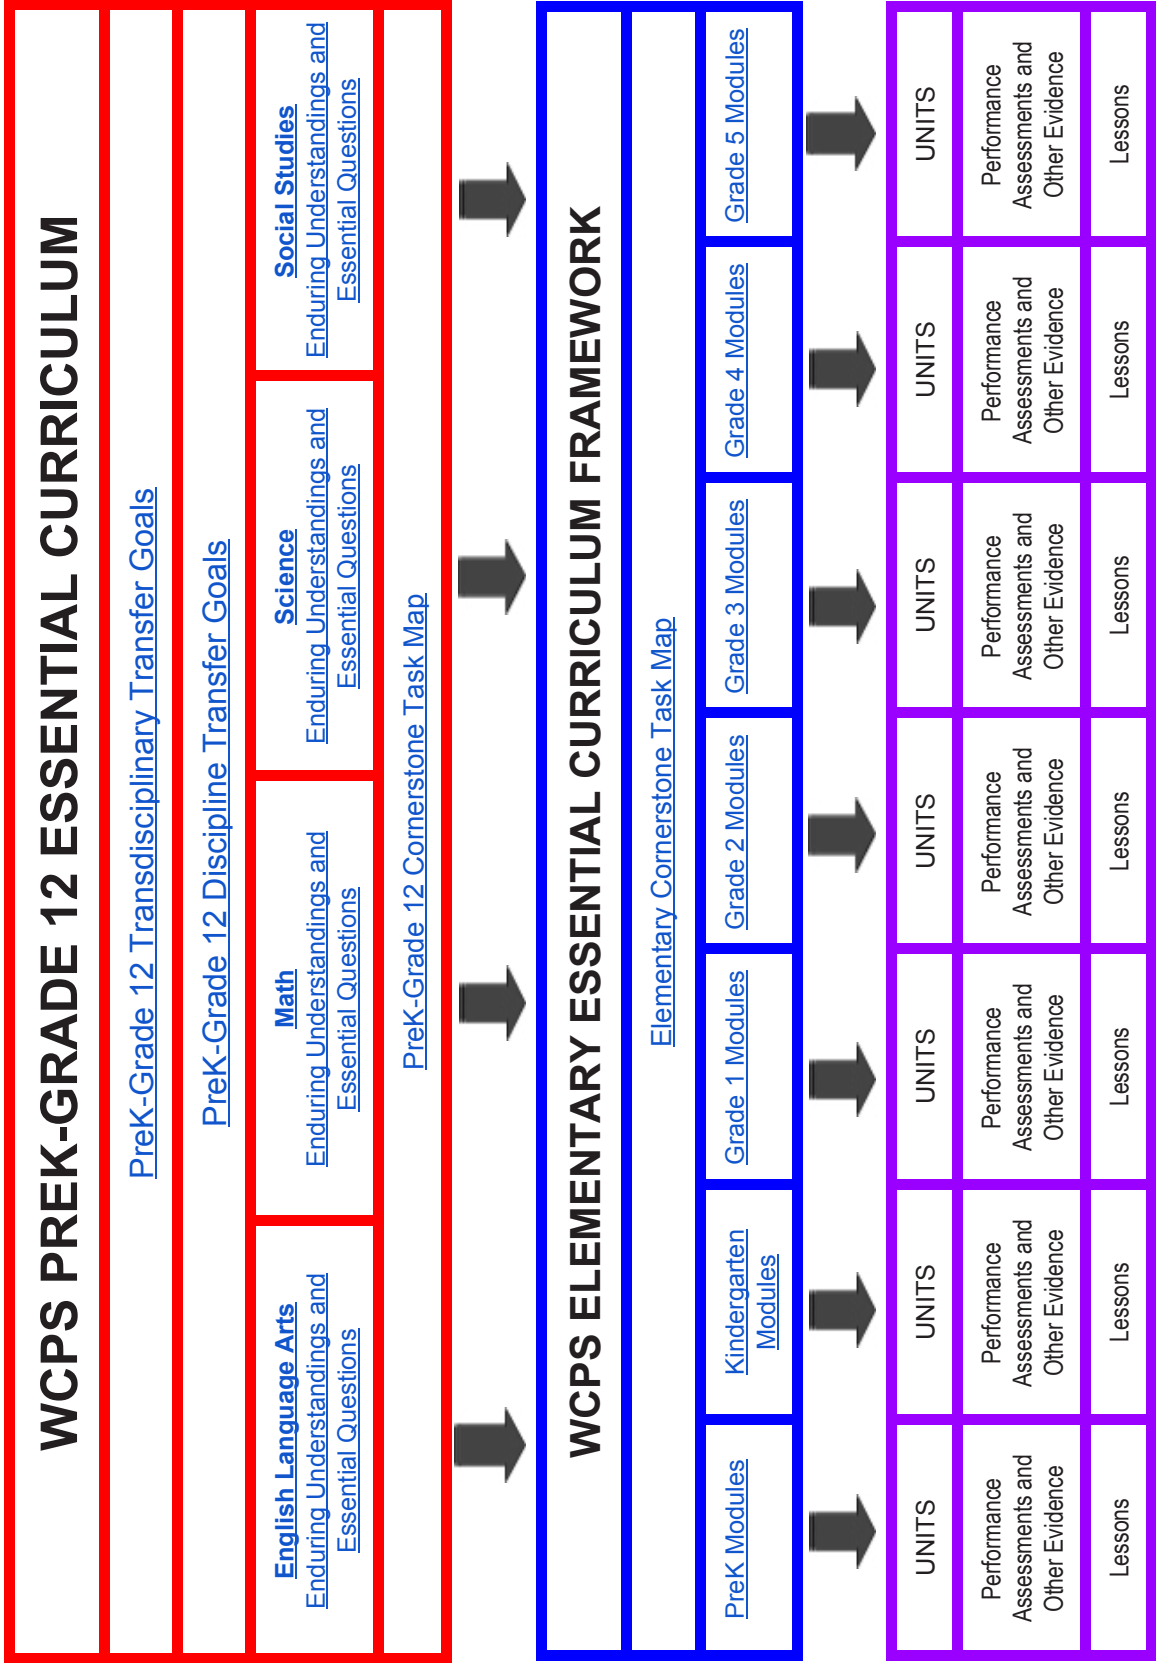 WCPS PREK-GRADE 12 ESSENTIAL CURRICULUM
PreK-Grade 12 Transdisciplinary Transfer Goals
PreK-Grade 12 Discipline Transfer Goals
English Language Arts
Enduring Understandings and
Essential Questions
Math
Enduring Understandings and
Essential Questions
Science
Enduring Understandings and
Essential Questions
Social Studies
Enduring Understandings and
Essential Questions
PreK-Grade 12 Cornerstone Task Map
WCPS ELEMENTARY ESSENTIAL CURRICULUM FRAMEWORK
Elementary Cornerstone Task Map
PreK Modules
Kindergarten
Modules
Grade 1 Modules
Grade 2 Modules
Grade 3 Modules
Grade 4 Modules
Grade 5 Modules
UNITS
UNITS
UNITS
UNITS
UNITS
UNITS
UNITS
Performance
Assessments and
Other Evidence
Performance
Assessments and
Other Evidence
Performance
Assessments and
Other Evidence
Performance
Assessments and
Other Evidence
Performance
Assessments and
Other Evidence
Performance
Assessments and
Other Evidence
Performance
Assessments and
Other Evidence
Lessons
Lessons
Lessons
Lessons
Lessons
Lessons
Lessons